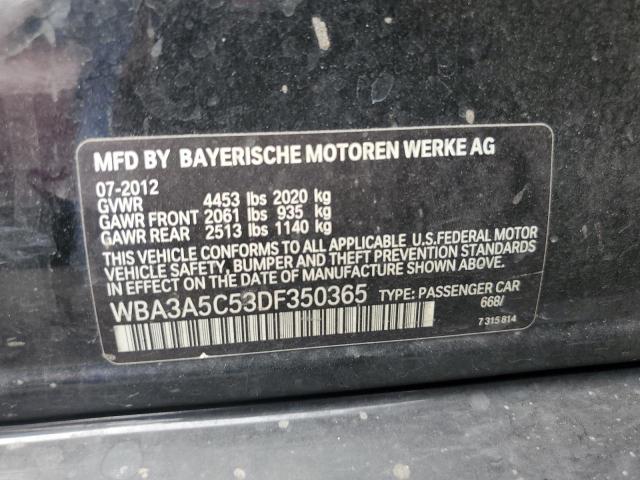 MFD BY BAYERISCHE MOTOREN WERKE AG
07-2012
GVWR 4453 lbs 2020 kg
GAWR FRONT 2061 lbs 935 kg
GAWR REAR 2513 lbs 1140 kg
THIS VEHICLE CONFORMS TO ALL APPLICABLE U.S.FEDERAL MOTOR
VEHICLE SAFETY, BUMPER AND THEFT PREVENTION STANDARDS
IN EFFECT ON THE DATE OF MANUFACTURE SHOWN ABOVE.
WBA3A5C53DF350365 TYPE: PASSENGER CAR
668/
7 315 814